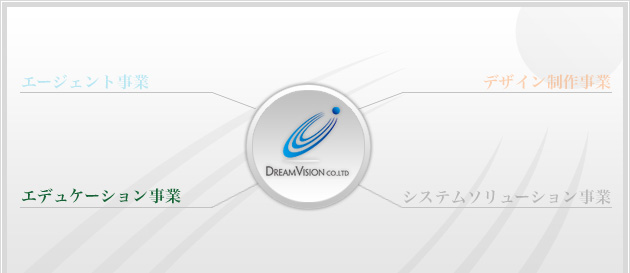 エージェント事業
デザイン制作事業
DREAMVISION CO.,LTD
エデュケーション事業
システムソリューション事業